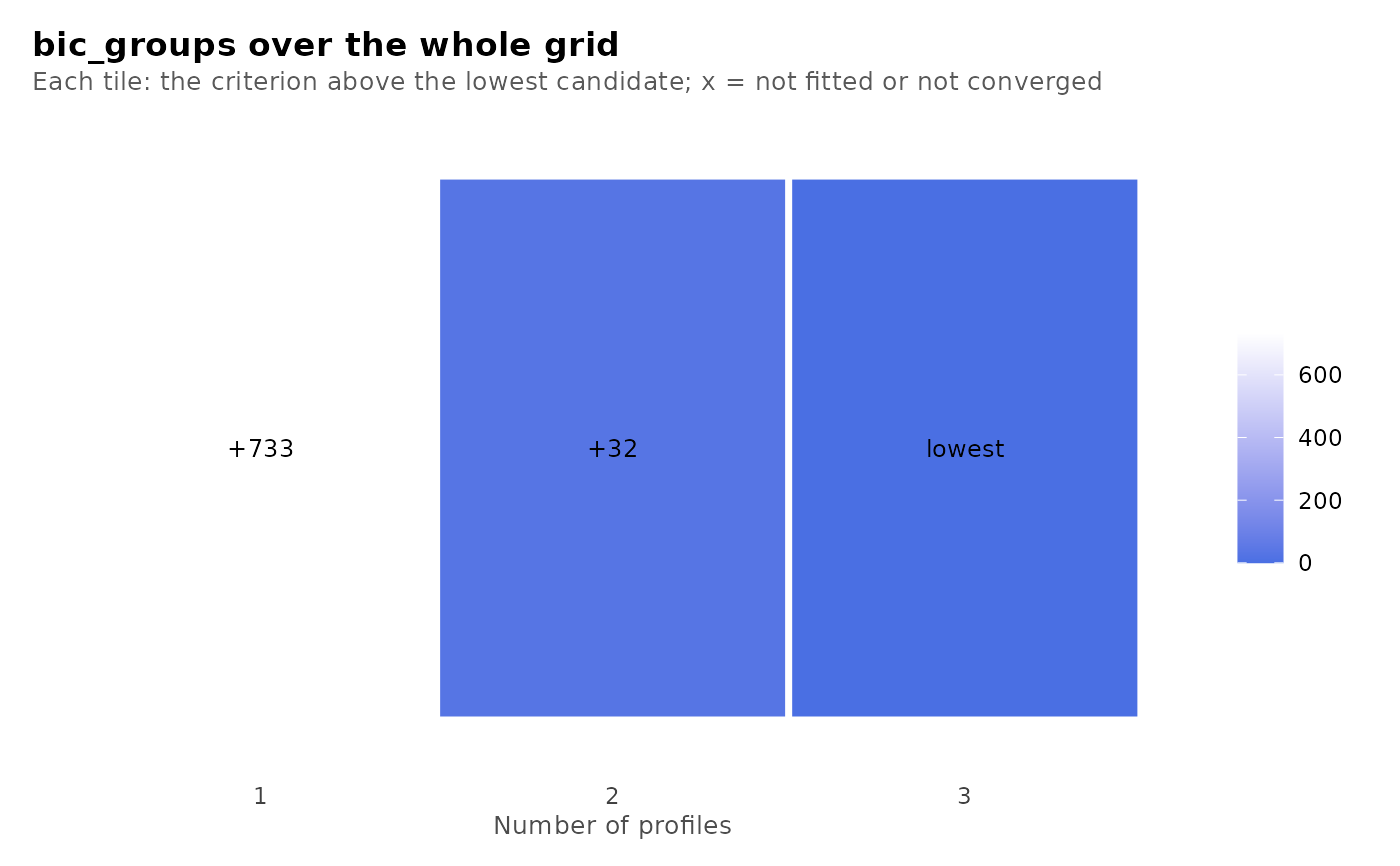 bic_groups over the whole grid
Each tile: the criterion above the lowest candidate; x = not fitted or not converged
+733
+32
lowest
600
400
200
0
1
2
3
Number of profiles